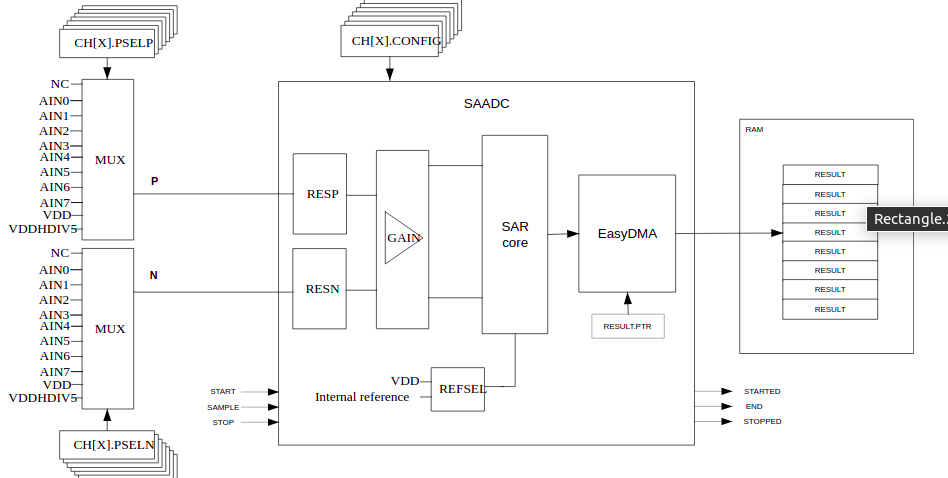 CH[X].PSELP
CH[X].CONFIG
NC
AIN0
AIN1
AIN2
AIN3
AIN4
AIN5
AIN6
AIN7
VDD
VDDHDIV5
MUX
P
SAADC
RESP
GAIN
SAR
core
EasyDMA
RESULT.PTR
RAM
RESULT
RESULT
RESULT
RESULT
RESULT
RESULT
RESULT
RESULT
Rectangle.
NC
AIN0
AIN1
AIN2
AIN3
AIN4
AIN5
AIN6
AIN7
VDD
VDDHDIV5
MUX
N
RESN
VDD
Internal reference
REFSEL
START
SAMPLE
STOP
STARTED
END
STOPPED
CH[X].PSELN